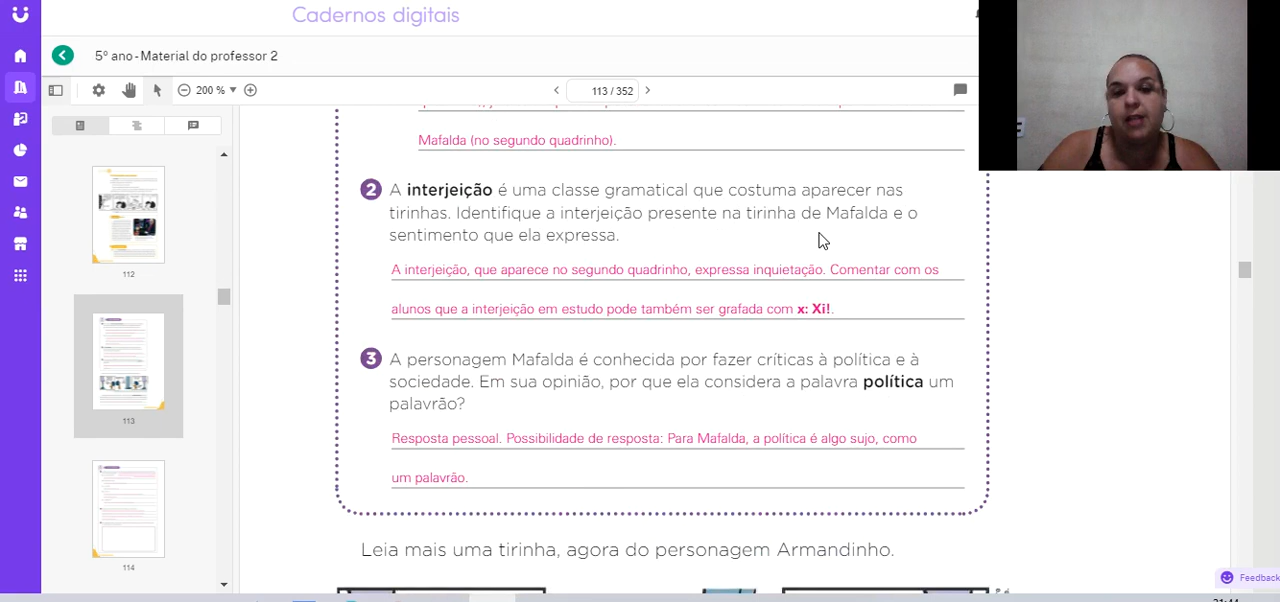 Cadernos digitais
5º ano - Material do professor 2
200 %
113 / 352
Mafalda (no segundo quadrinho).
2 A interjeição é uma classe gramatical que costuma aparecer nas
tirinhas. Identifique a interjeição presente na tirinha de Mafalda e o
sentimento que ela expressa.
A interjeição, que aparece no segundo quadrinho, expressa inquietação. Comentar com os
alunos que a interjeição em estudo pode também ser grafada com x: Xi!.
3 A personagem Mafalda é conhecida por fazer críticas à política e à
sociedade. Em sua opinião, por que ela considera a palavra política um
palavrão?
Resposta pessoal. Possibilidade de resposta: Para Mafalda, a política é algo sujo, como
um palavrão.
Leia mais uma tirinha, agora do personagem Armandinho.
112
113
114
Feedback